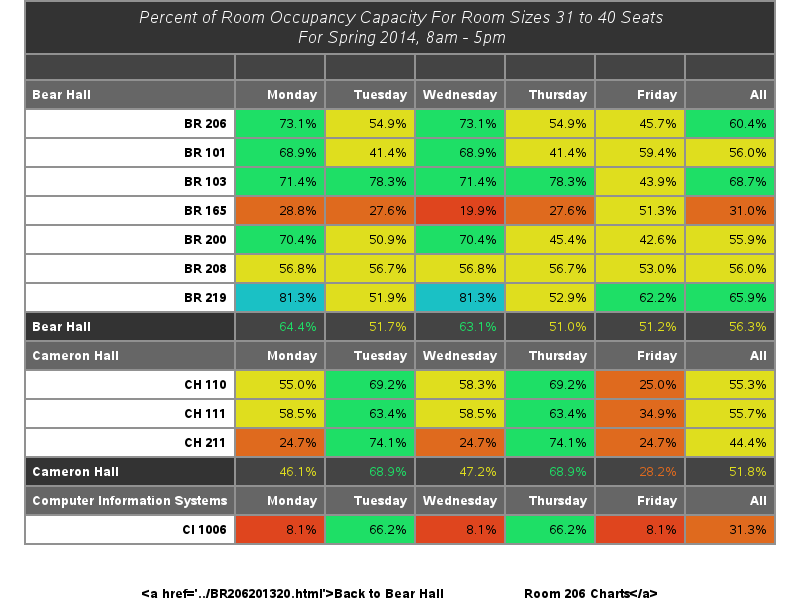 Percent of Room Occupancy Capacity For Room Sizes 31 to 40 Seats
For Spring 2014, 8am - 5pm
Bear Hall Monday Tuesday Wednesday Thursday Friday All
BR 206 73.1% 54.9% 73.1% 54.9% 45.7% 60.4%
BR 101 68.9% 41.4% 68.9% 41.4% 59.4% 56.0%
BR 103 71.4% 78.3% 71.4% 78.3% 43.9% 68.7%
BR 165 28.8% 27.6% 19.9% 27.6% 51.3% 31.0%
BR 200 70.4% 50.9% 70.4% 45.4% 42.6% 55.9%
BR 208 56.8% 56.7% 56.8% 56.7% 53.0% 56.0%
BR 219 81.3% 51.9% 81.3% 52.9% 62.2% 65.9%
Bear Hall 64.4% 51.7% 63.1% 51.0% 51.2% 56.3%
Cameron Hall Monday Tuesday Wednesday Thursday Friday All
CH 110 55.0% 69.2% 58.3% 69.2% 25.0% 55.3%
CH 111 58.5% 63.4% 58.5% 63.4% 34.9% 55.7%
CH 211 24.7% 74.1% 24.7% 74.1% 24.7% 44.4%
Cameron Hall 46.1% 68.9% 47.2% 68.9% 28.2% 51.8%
Computer Information Systems Monday Tuesday Wednesday Thursday Friday All
CI 1006 8.1% 66.2% 8.1% 66.2% 8.1% 31.3%
<a href='../BR206201320.html'>Back to Bear Hall Room 206 Charts</a>